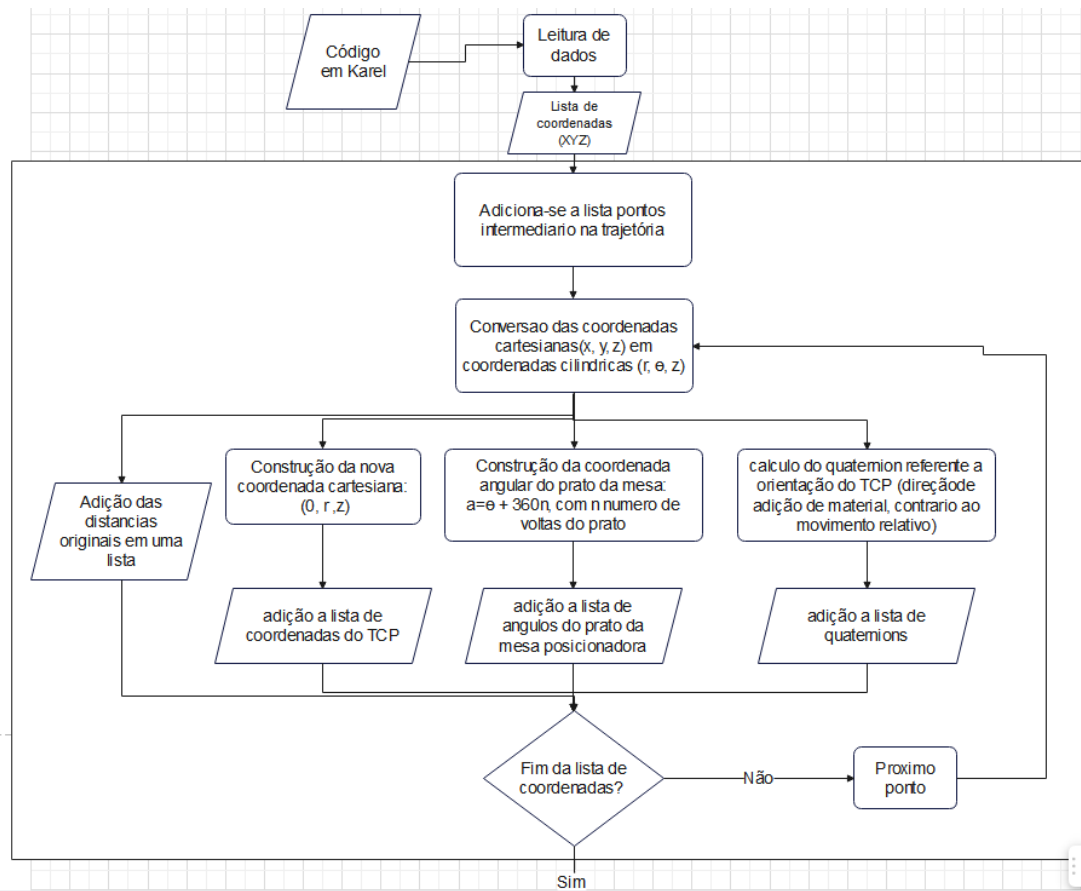 Código
em Karel
Leitura de
dados
Lista de
coordenadas
(XYZ)
Adiciona-se a lista pontos
intermediario na trajetória
Conversao das coordenadas
cartesianas(x, y, z) em
coordenadas cilindricas (r, ɵ, z)
Adição das
distancias
originais em uma
lista
Construção da nova
coordenada cartesiana:
(0, r ,z)
Construção da coordenada
angular do prato da mesa:
a=ɵ + 360n, com n numero de
voltas do prato
calculo do quaternion referente a
orientação do TCP (direçãode
adição de material, contrario ao
movimento relativo)
adição a lista de
coordenadas do TCP
adição a lista de
angulos do prato da
mesa posicionadora
adição a lista de
quaternions
Fim da lista de
coordenadas?
Não
Proximo
ponto
Sim